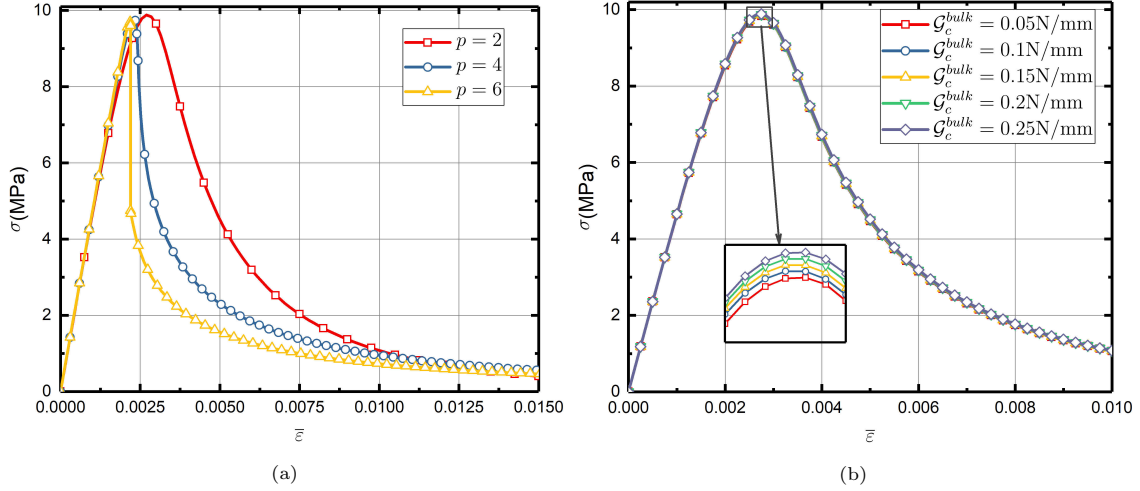 10
8
6
4
2
0
σ(MPa)
0.0000 0.0025 0.0050 0.0075 0.0100 0.0125 0.0150
ε̅
p = 2
p = 4
p = 6
(a)
10
8
6
4
2
0
σ(MPa)
0.000 0.002 0.004 0.006 0.008 0.010
ε̅
𝒢_c^{bulk} = 0.05N/mm
𝒢_c^{bulk} = 0.1N/mm
𝒢_c^{bulk} = 0.15N/mm
𝒢_c^{bulk} = 0.2N/mm
𝒢_c^{bulk} = 0.25N/mm
(b)